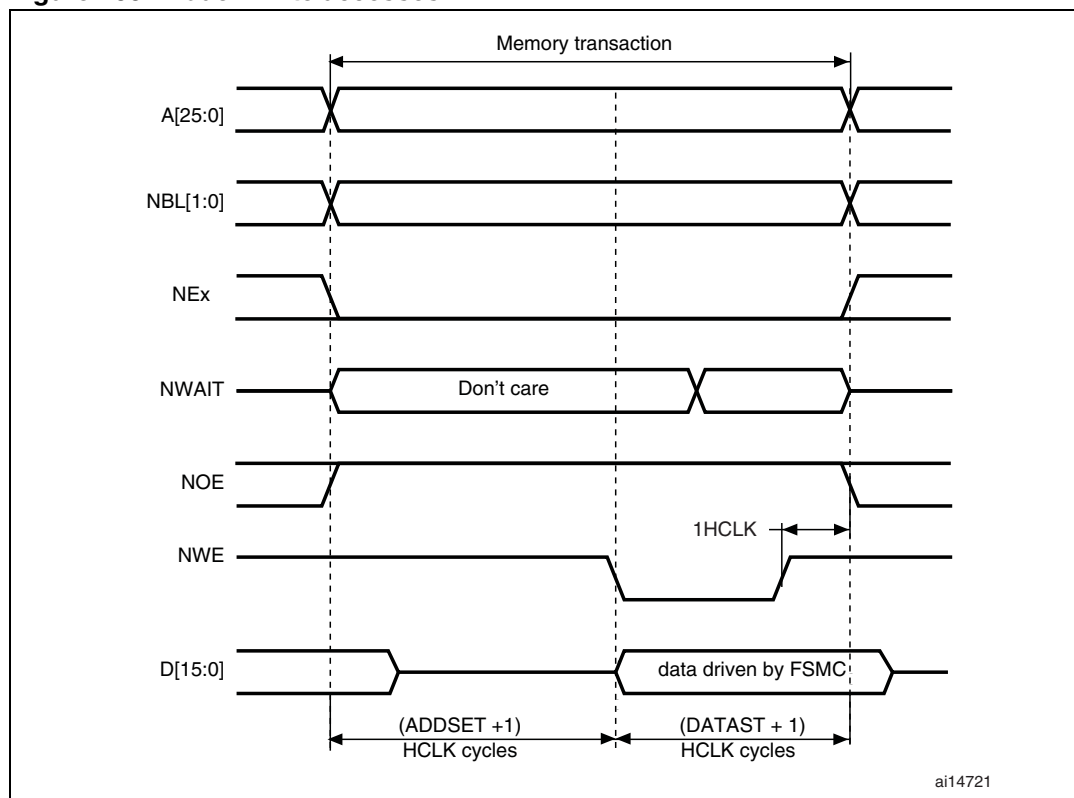 Memory transaction
A[25:0]
NBL[1:0]
NEx
NWAIT
Don't care
NOE
1HCLK
NWE
D[15:0]
data driven by FSMC
(ADDSET +1)
HCLK cycles
(DATAST + 1)
HCLK cycles
ai14721